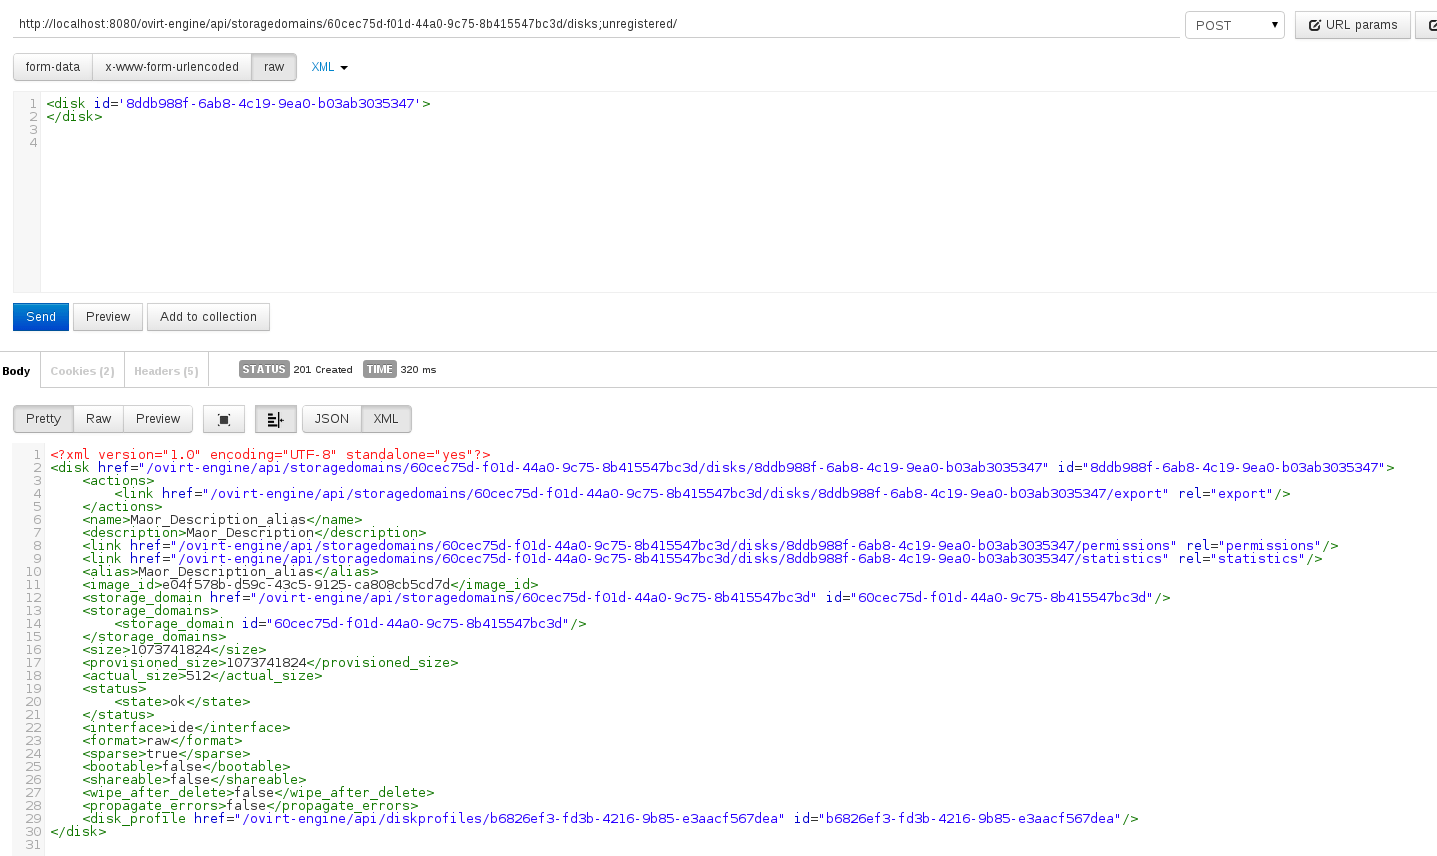 http://localhost:8080/ovirt-engine/api/storagedomains/60cec75d-f01d-44a0-9c75-8b415547bc3d/disks;unregistered/ POST URL params
form-data x-www-form-urlencoded raw XML
1 <disk id='8ddb988f-6ab8-4c19-9ea0-b03ab3035347'>
2 </disk>
3
4
Send Preview Add to collection
Body Cookies (2) Headers (5) STATUS 201 Created TIME 320 ms
Pretty Raw Preview JSON XML
1 <?xml version="1.0" encoding="UTF-8" standalone="yes"?>
2 <disk href="/ovirt-engine/api/storagedomains/60cec75d-f01d-44a0-9c75-8b415547bc3d/disks/8ddb988f-6ab8-4c19-9ea0-b03ab3035347" id="8ddb988f-6ab8-4c19-9ea0-b03ab3035347">
3     <actions>
4         <link href="/ovirt-engine/api/storagedomains/60cec75d-f01d-44a0-9c75-8b415547bc3d/disks/8ddb988f-6ab8-4c19-9ea0-b03ab3035347/export" rel="export"/>
5     </actions>
6     <name>Maor_Description_alias</name>
7     <description>Maor_Description</description>
8     <link href="/ovirt-engine/api/storagedomains/60cec75d-f01d-44a0-9c75-8b415547bc3d/disks/8ddb988f-6ab8-4c19-9ea0-b03ab3035347/permissions" rel="permissions"/>
9     <link href="/ovirt-engine/api/storagedomains/60cec75d-f01d-44a0-9c75-8b415547bc3d/disks/8ddb988f-6ab8-4c19-9ea0-b03ab3035347/statistics" rel="statistics"/>
10     <alias>Maor_Description_alias</alias>
11     <image_id>e04f578b-d59c-43c5-9125-ca808cb5cd7d</image_id>
12     <storage_domain href="/ovirt-engine/api/storagedomains/60cec75d-f01d-44a0-9c75-8b415547bc3d" id="60cec75d-f01d-44a0-9c75-8b415547bc3d"/>
13     <storage_domains>
14         <storage_domain id="60cec75d-f01d-44a0-9c75-8b415547bc3d"/>
15     </storage_domains>
16     <size>1073741824</size>
17     <provisioned_size>1073741824</provisioned_size>
18     <actual_size>512</actual_size>
19     <status>
20         <state>ok</state>
21     </status>
22     <interface>ide</interface>
23     <format>raw</format>
24     <sparse>true</sparse>
25     <bootable>false</bootable>
26     <shareable>false</shareable>
27     <wipe_after_delete>false</wipe_after_delete>
28     <propagate_errors>false</propagate_errors>
29     <disk_profile href="/ovirt-engine/api/diskprofiles/b6826ef3-fd3b-4216-9b85-e3aacf567dea" id="b6826ef3-fd3b-4216-9b85-e3aacf567dea"/>
30 </disk>
31